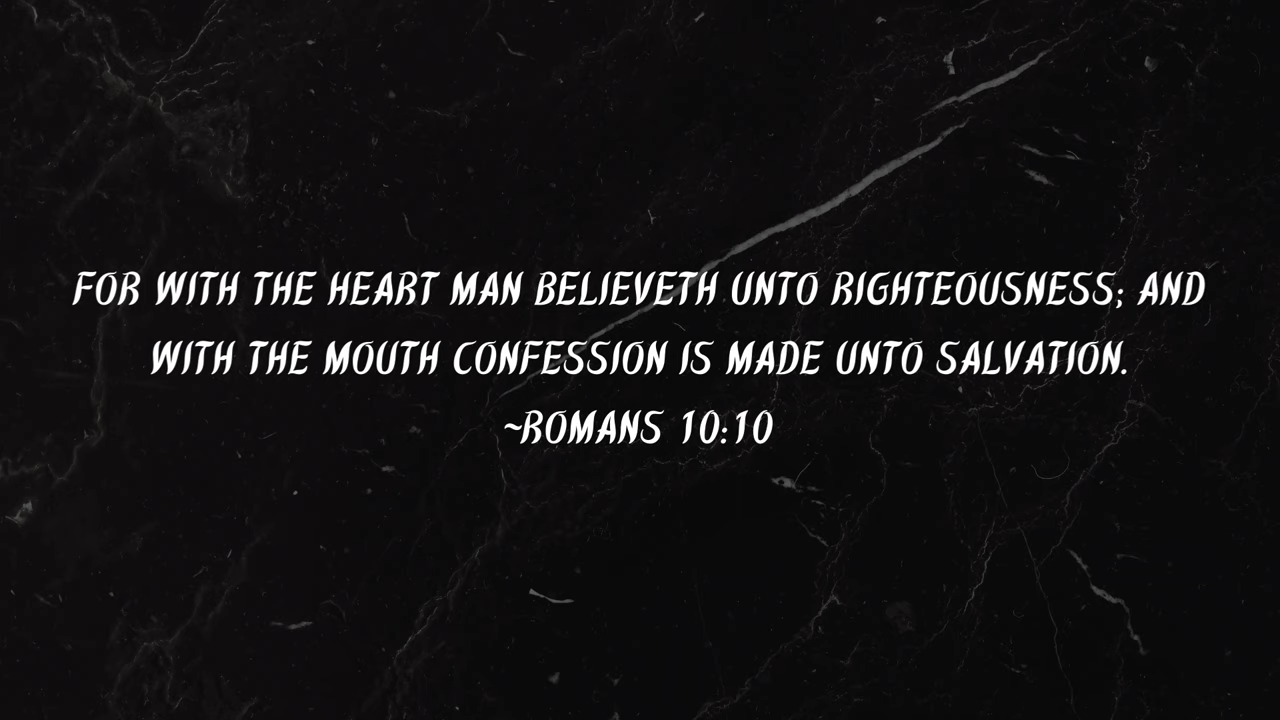 FOR WITH THE HEART MAN BELIEVETH UNTO RIGHTEOUSNESS; AND
WITH THE MOUTH CONFESSION IS MADE UNTO SALVATION.
~ROMANS 10:10